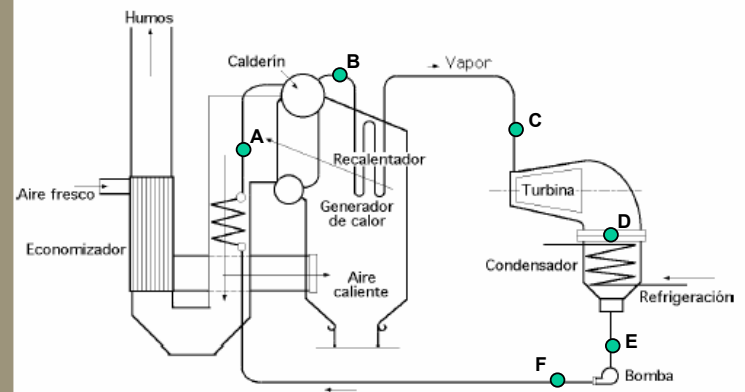 Humos
Calderín
B
Vapor
C
A
Recalentador
Aire fresco
Turbina
Generador
de calor
D
Economizador
Condensador
Aire
caliente
Refrigeración
E
F
Bomba